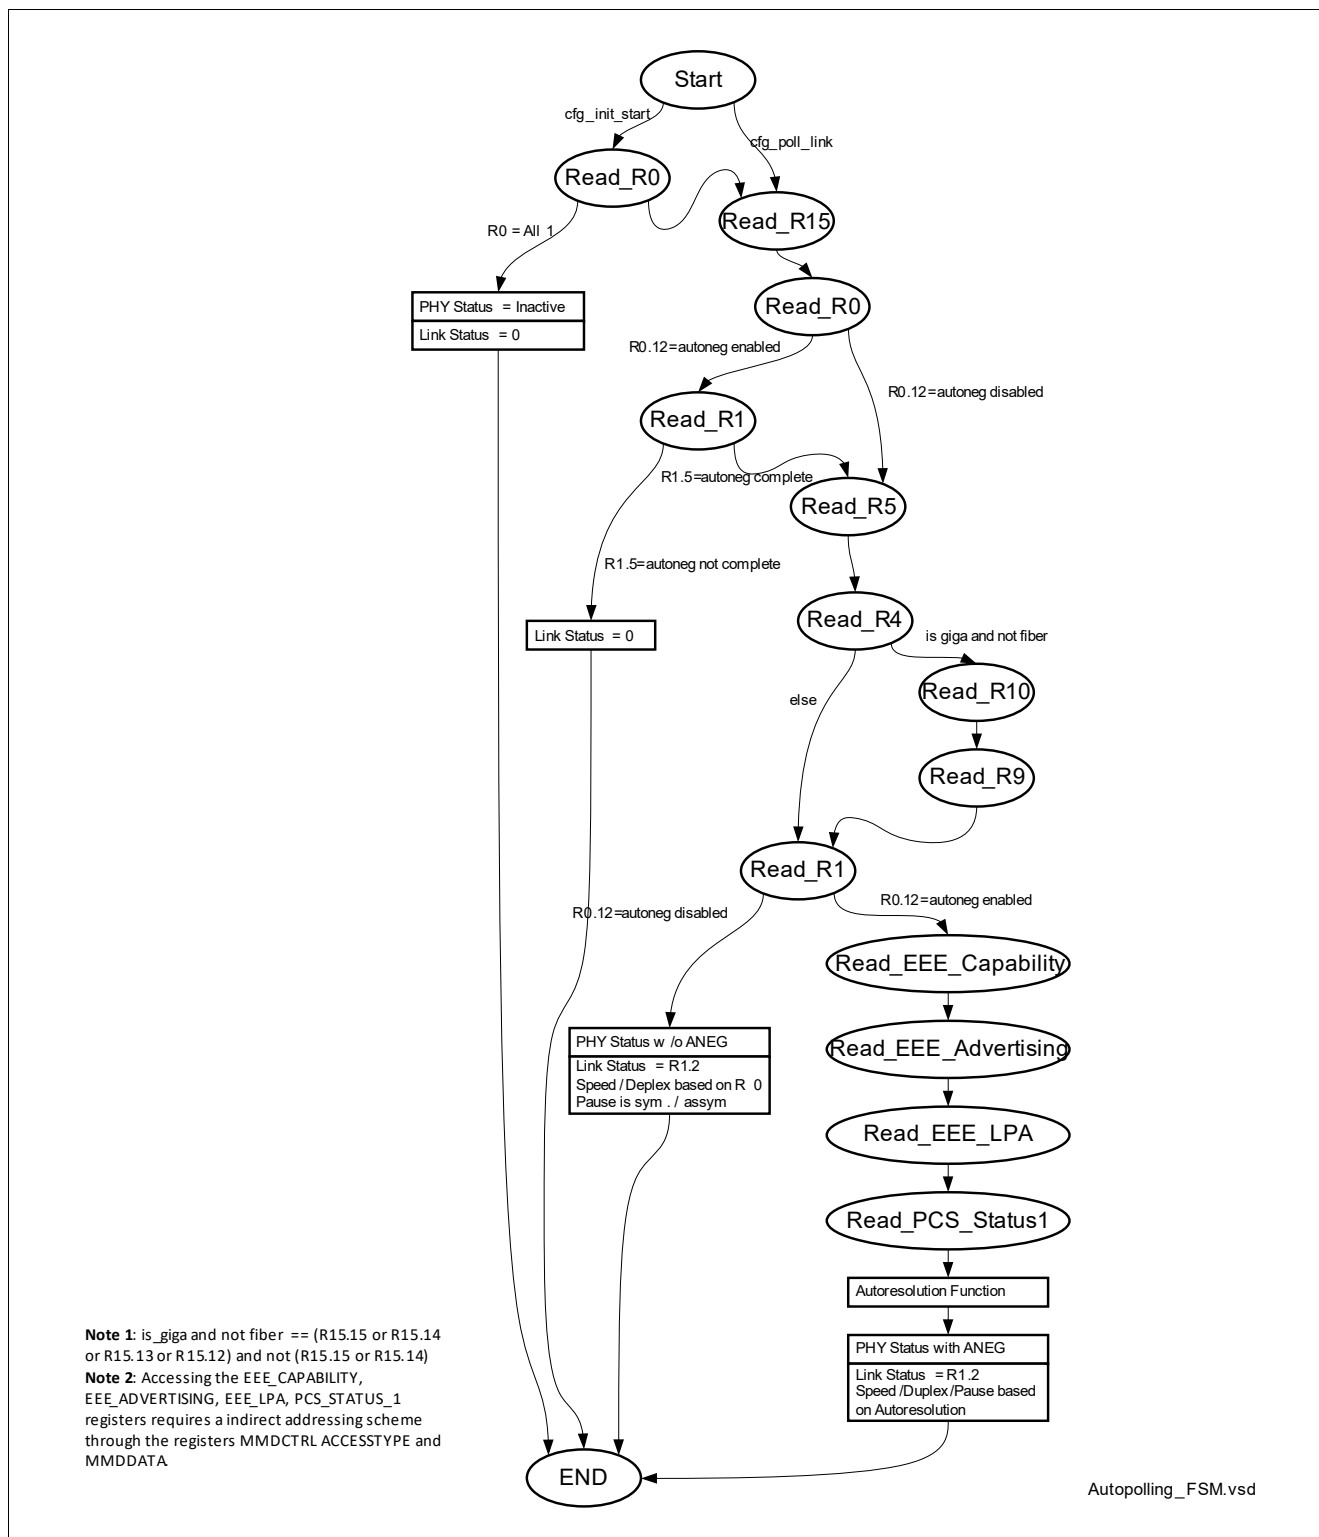 Start
cfg_init_start
cfg_poll_link
Read_R0
Read_R15
R0 = All 1
PHY Status = Inactive
Link Status = 0
Read_R0
R0.12=autoneg enabled
R0.12=autoneg disabled
Read_R1
R1.5=autoneg complete
Read_R5
R1.5=autoneg not complete
Read_R4
Link Status = 0
is giga and not fiber
Read_R10
else
Read_R9
Read_R1
R0.12=autoneg disabled
R0.12=autoneg enabled
Read_EEE_Capability
PHY Status w /o ANEG
Link Status = R1.2
Speed / Deplex based on R 0
Pause is sym . / assym
Read_EEE_Advertising
Read_EEE_LPA
Read_PCS_Status1
Autoresolution Function
PHY Status with ANEG
Link Status = R1.2
Speed /Duplex /Pause based
on Autoresolution
Note 1: is_giga and not fiber == (R15.15 or R15.14
or R15.13 or R15.12) and not (R15.15 or R15.14)
Note 2: Accessing the EEE_CAPABILITY,
EEE_ADVERTISING, EEE_LPA, PCS_STATUS_1
registers requires a indirect addressing scheme
through the registers MMDCTRL ACCESSTYPE and
MMDDATA.
END
Autopolling_FSM.vsd